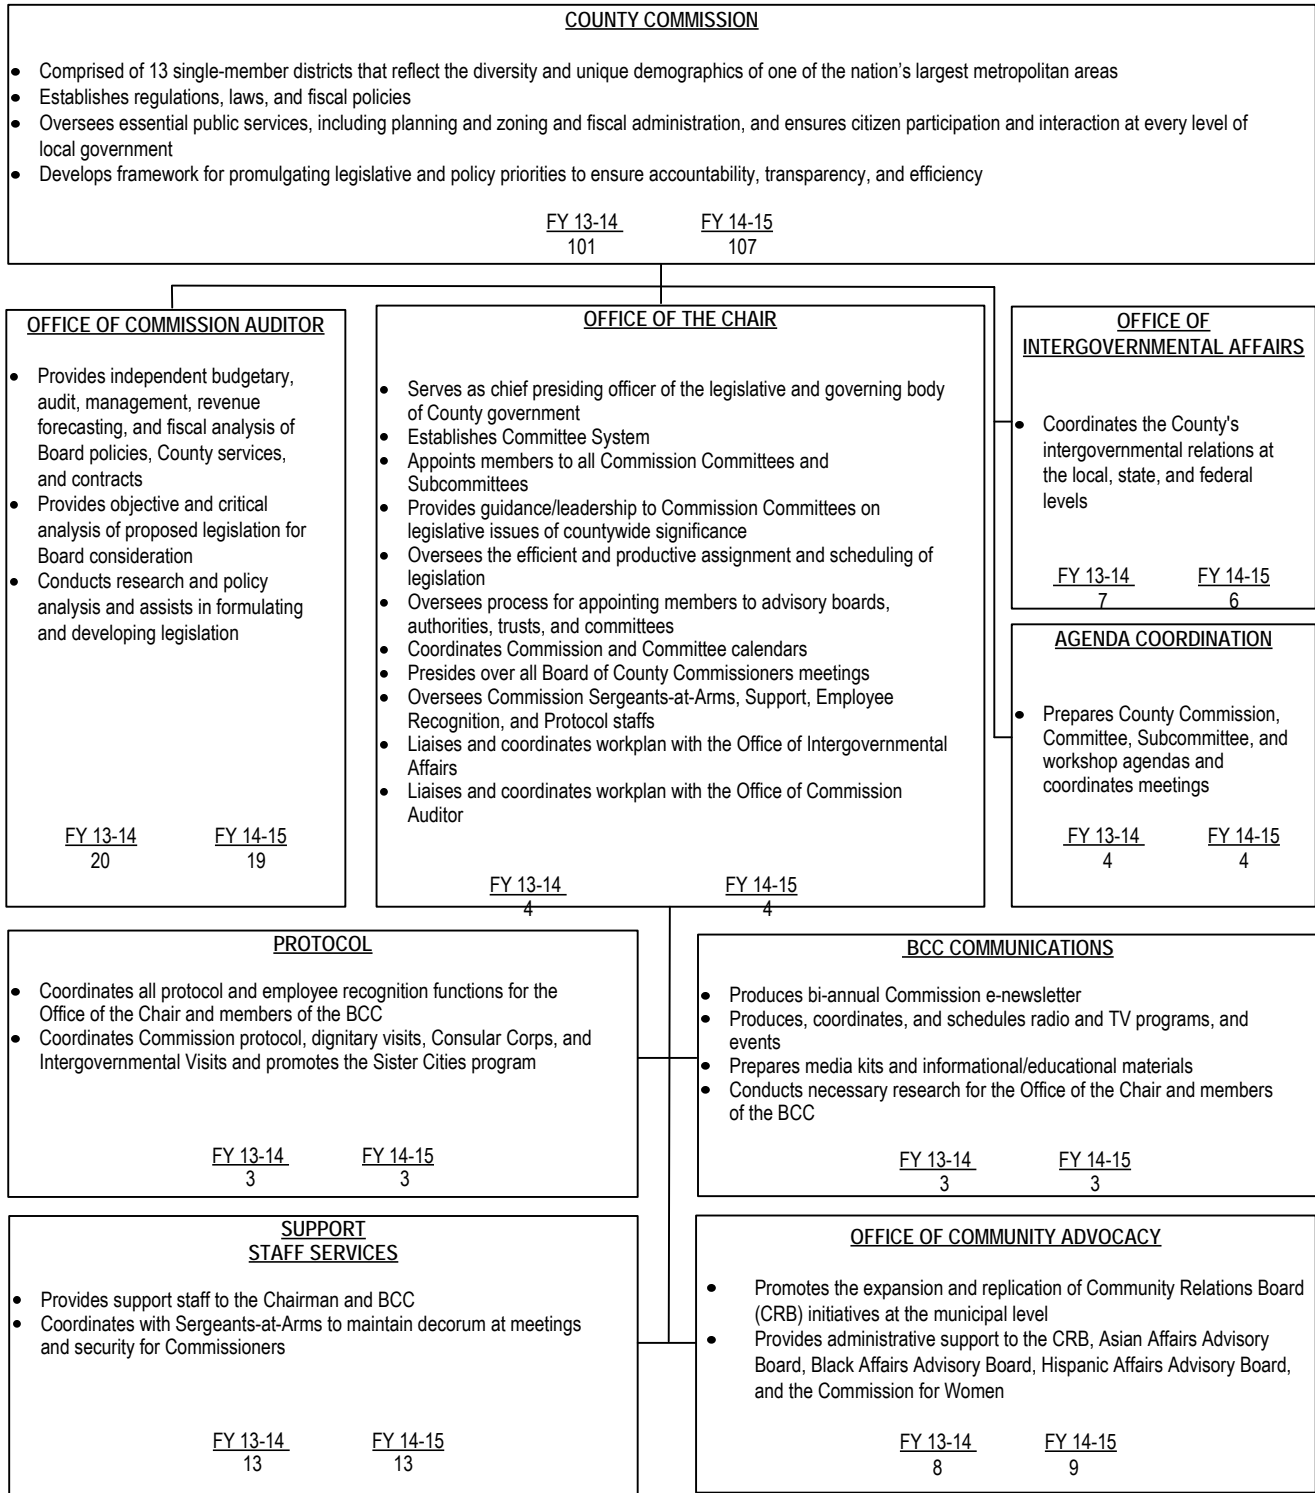 COUNTY COMMISSION
• Comprised of 13 single-member districts that reflect the diversity and unique demographics of one of the nation's largest metropolitan areas
• Establishes regulations, laws, and fiscal policies
• Oversees essential public services, including planning and zoning and fiscal administration, and ensures citizen participation and interaction at every level of
local government
• Develops framework for promulgating legislative and policy priorities to ensure accountability, transparency, and efficiency
FY 13-14 FY 14-15
101 107
OFFICE OF COMMISSION AUDITOR
• Provides independent budgetary,
audit, management, revenue
forecasting, and fiscal analysis of
Board policies, County services,
and contracts
• Provides objective and critical
analysis of proposed legislation for
Board consideration
• Conducts research and policy
analysis and assists in formulating
and developing legislation
FY 13-14 FY 14-15
20 19
OFFICE OF THE CHAIR
• Serves as chief presiding officer of the legislative and governing body
of County government
• Establishes Committee System
• Appoints members to all Commission Committees and
Subcommittees
• Provides guidance/leadership to Commission Committees on
legislative issues of countywide significance
• Oversees the efficient and productive assignment and scheduling of
legislation
• Oversees process for appointing members to advisory boards,
authorities, trusts, and committees
• Coordinates Commission and Committee calendars
• Presides over all Board of County Commissioners meetings
• Oversees Commission Sergeants-at-Arms, Support, Employee
Recognition, and Protocol staffs
• Liaises and coordinates workplan with the Office of Intergovernmental
Affairs
• Liaises and coordinates workplan with the Office of Commission
Auditor
FY 13-14 FY 14-15
4 4
OFFICE OF
INTERGOVERNMENTAL AFFAIRS
• Coordinates the County's
intergovernmental relations at
the local, state, and federal
levels
FY 13-14 FY 14-15
7 6
AGENDA COORDINATION
• Prepares County Commission,
Committee, Subcommittee, and
workshop agendas and
coordinates meetings
FY 13-14 FY 14-15
4 4
PROTOCOL
• Coordinates all protocol and employee recognition functions for the
Office of the Chair and members of the BCC
• Coordinates Commission protocol, dignitary visits, Consular Corps, and
Intergovernmental Visits and promotes the Sister Cities program
FY 13-14 FY 14-15
3 3
BCC COMMUNICATIONS
• Produces bi-annual Commission e-newsletter
• Produces, coordinates, and schedules radio and TV programs, and
events
• Prepares media kits and informational/educational materials
• Conducts necessary research for the Office of the Chair and members
of the BCC
FY 13-14 FY 14-15
3 3
SUPPORT
STAFF SERVICES
• Provides support staff to the Chairman and BCC
• Coordinates with Sergeants-at-Arms to maintain decorum at meetings
and security for Commissioners
FY 13-14 FY 14-15
13 13
OFFICE OF COMMUNITY ADVOCACY
• Promotes the expansion and replication of Community Relations Board
(CRB) initiatives at the municipal level
• Provides administrative support to the CRB, Asian Affairs Advisory
Board, Black Affairs Advisory Board, Hispanic Affairs Advisory Board,
and the Commission for Women
FY 13-14 FY 14-15
8 9